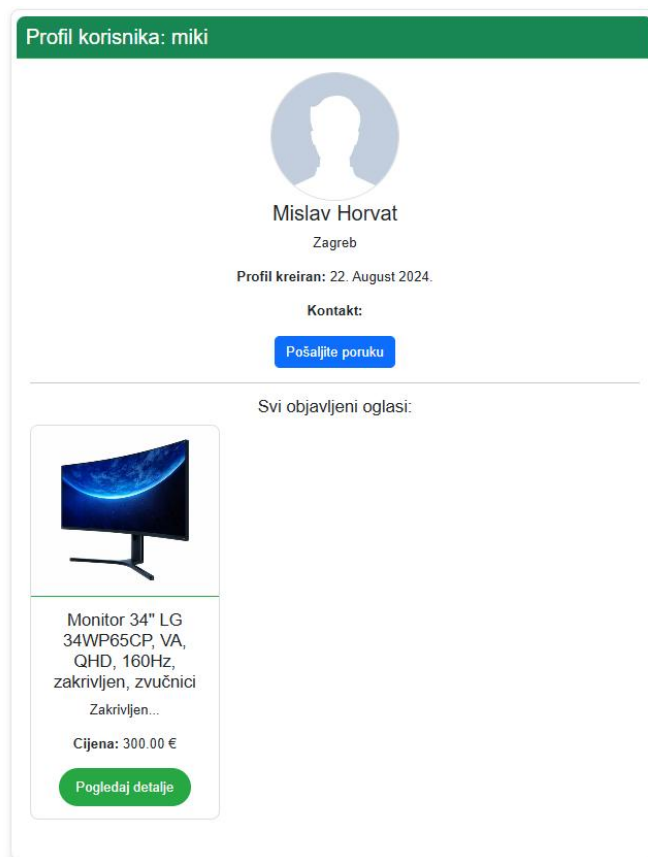 Profil korisnika: miki
Mislav Horvat
Zagreb
Profil kreiran: 22. August 2024.
Kontakt:
Pošaljite poruku
Svi objavljeni oglasi:
Monitor 34" LG
34WP65CP, VA,
QHD, 160Hz,
zakrivljen, zvučnici
Zakrivljen...
Cijena: 300.00 €
Pogledaj detalje